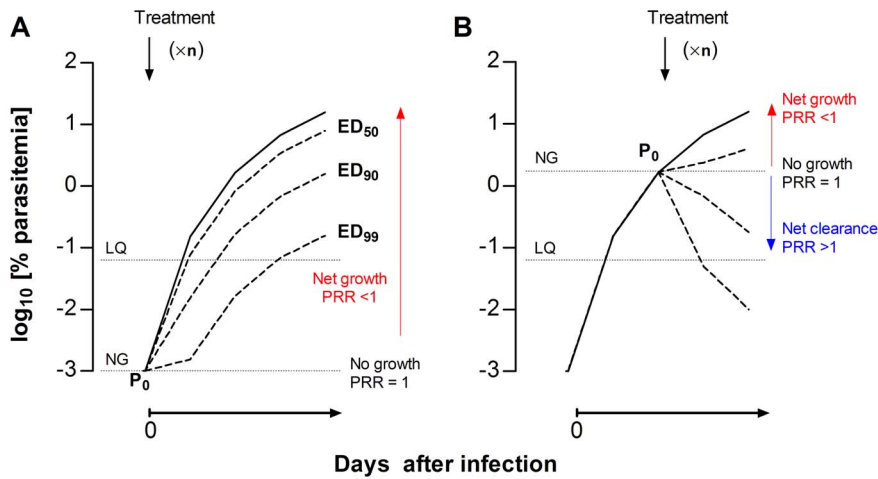 Treatment
A
(×n)
2
1
0
-1
-2
-3
log10 [% parasitemia]
ED50
ED90
ED99
LQ
Net growth
PRR <1
NG
P0
No growth
PRR = 1
0
Treatment
B
(×n)
2
1
0
-1
-2
-3
Net growth
PRR <1
P0
NG
No growth
PRR = 1
Net clearance
PRR >1
LQ
0
Days after infection